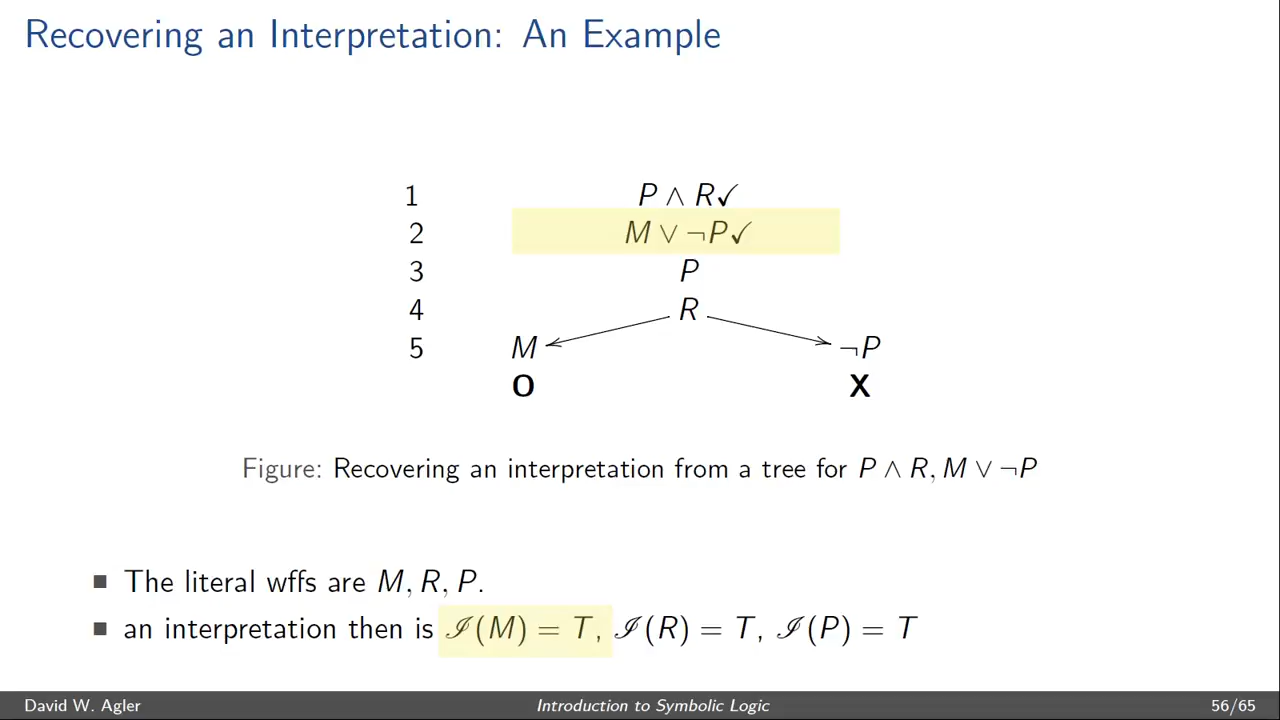 Recovering an Interpretation: An Example
1 P ∧ R✓
2 M ∨ ¬P✓
3 P
4 R
5 M ¬P
O X
Figure: Recovering an interpretation from a tree for P ∧ R, M ∨ ¬P
■ The literal wffs are M, R, P.
■ an interpretation then is ℐ(M) = T, ℐ(R) = T, ℐ(P) = T
David W. Agler Introduction to Symbolic Logic 56/65